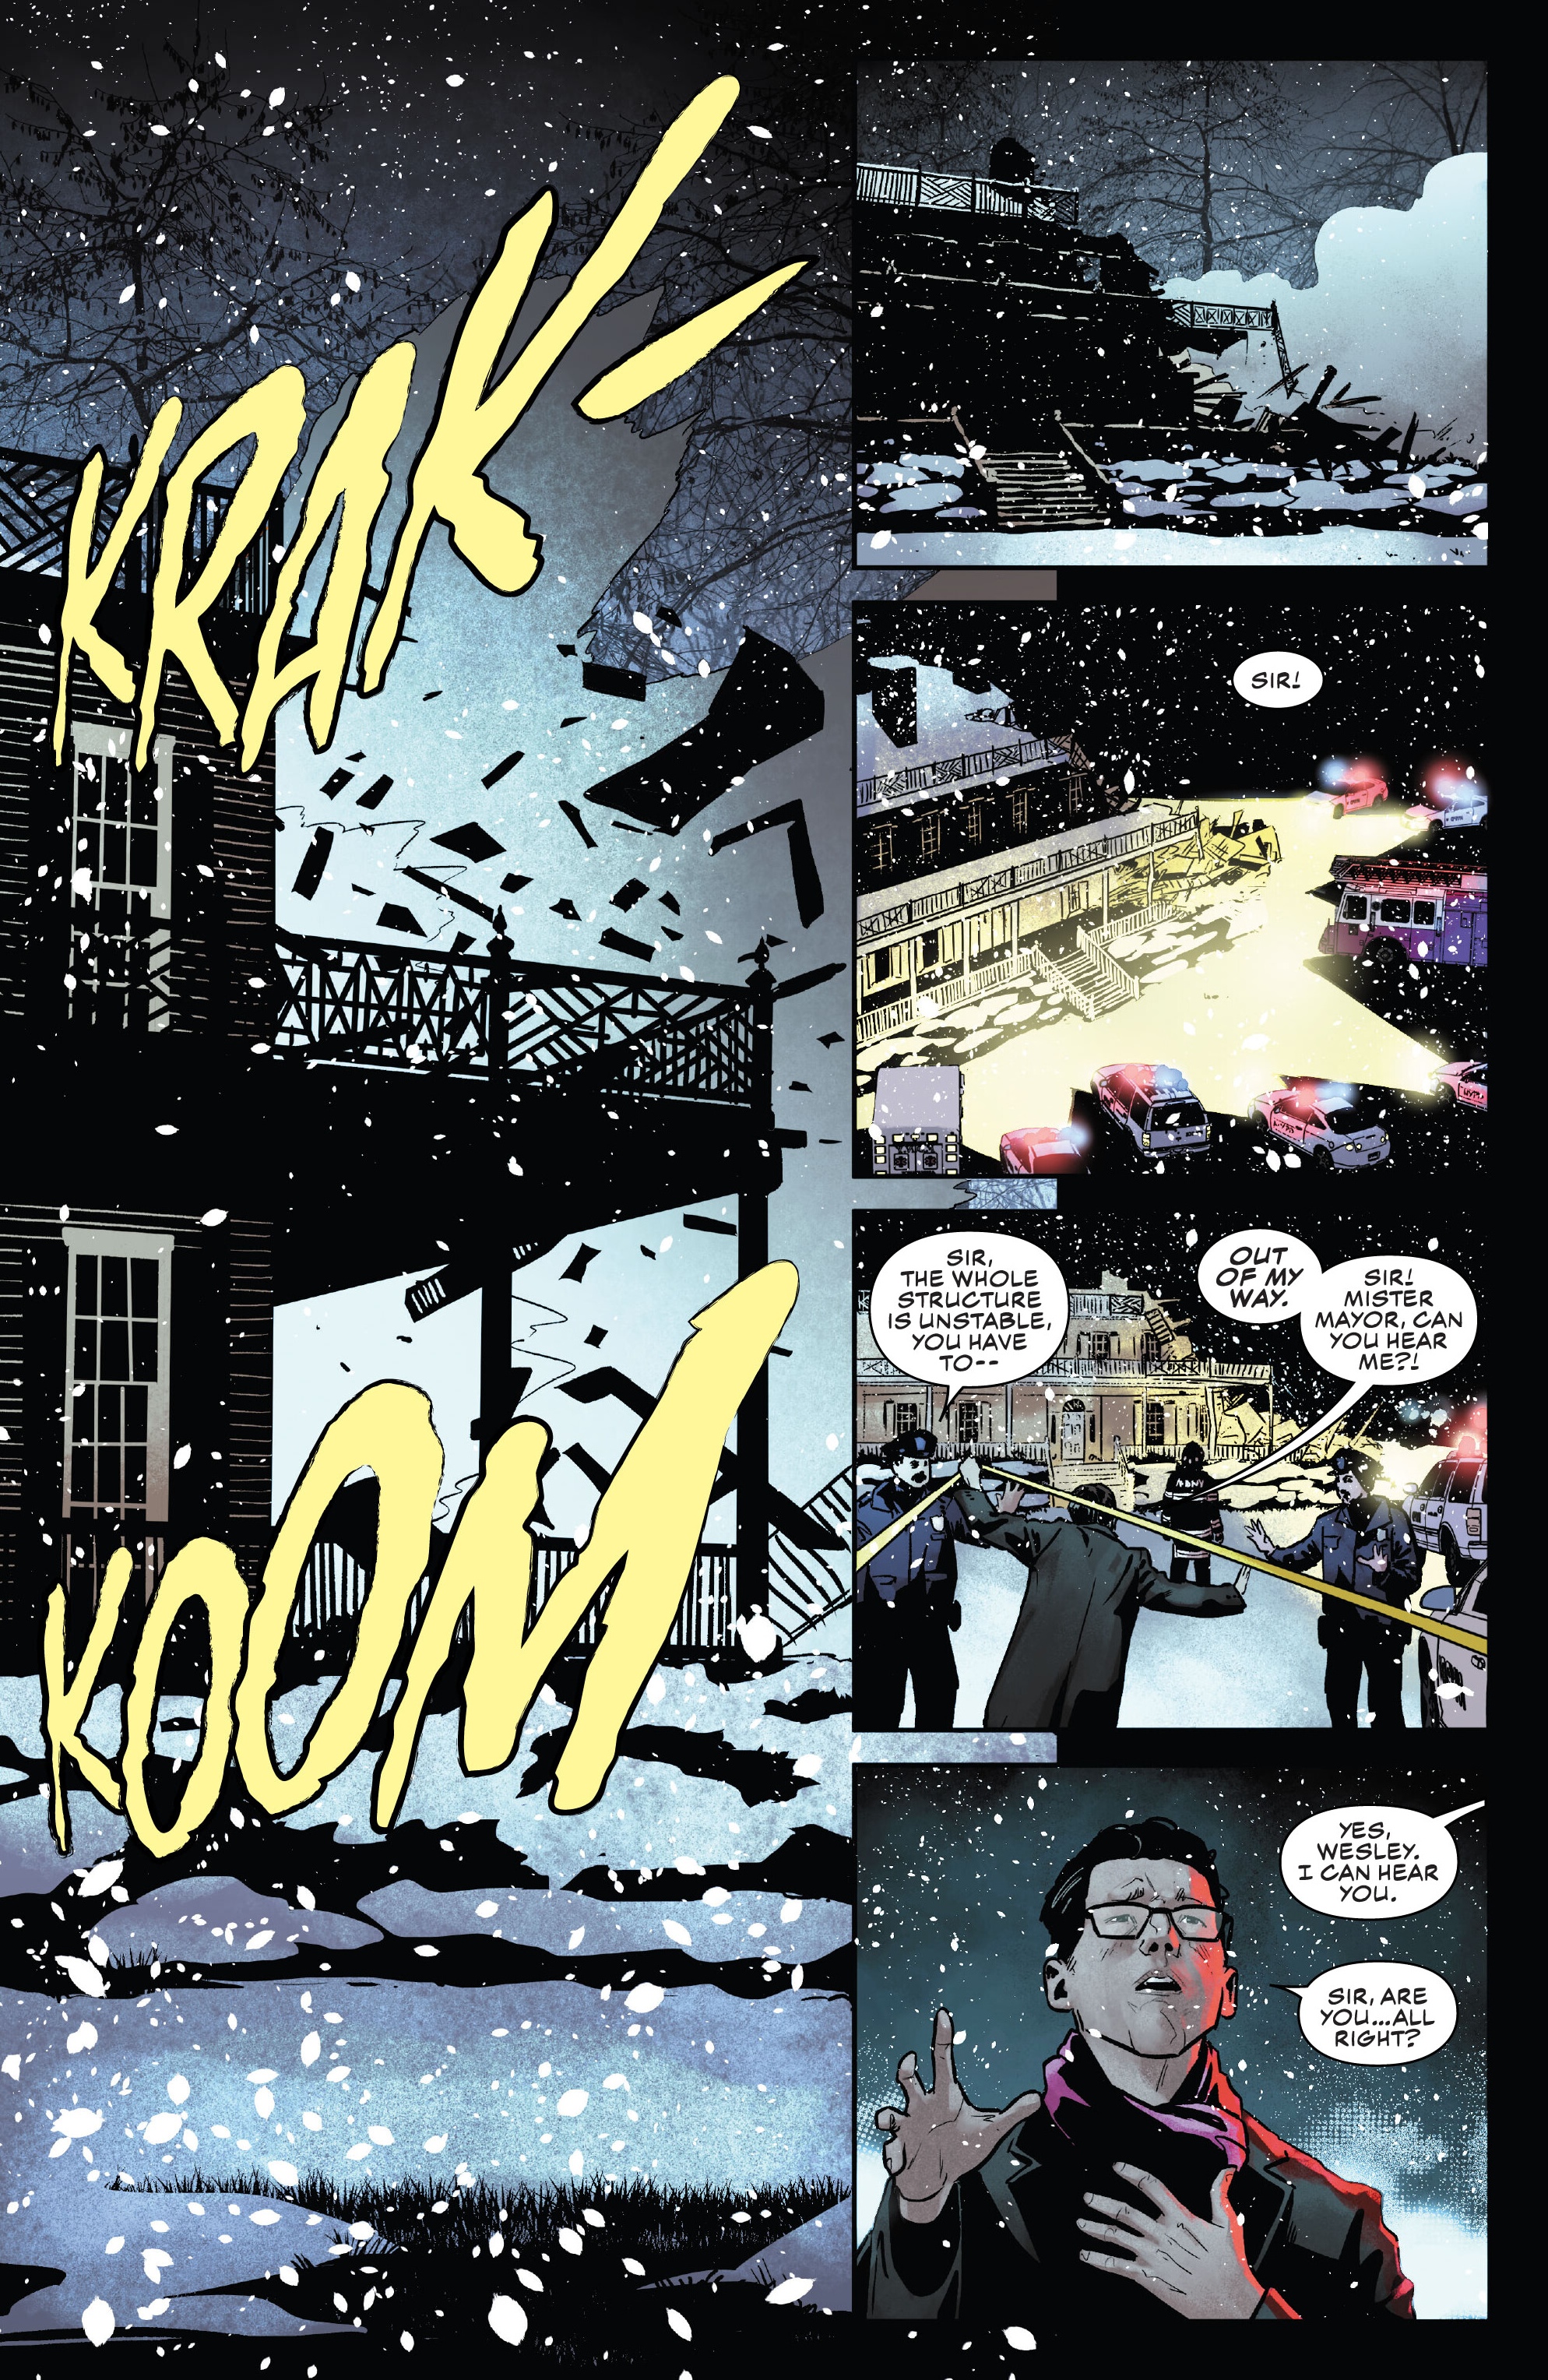 KRAK-
KOOM
SIR!
SIR,
THE WHOLE
STRUCTURE
IS UNSTABLE,
YOU HAVE
TO--
OUT
OF MY
WAY.
SIR!
MISTER
MAYOR, CAN
YOU HEAR
ME?!
FDNY
YES,
WESLEY.
I CAN HEAR
YOU.
SIR, ARE
YOU...ALL
RIGHT?